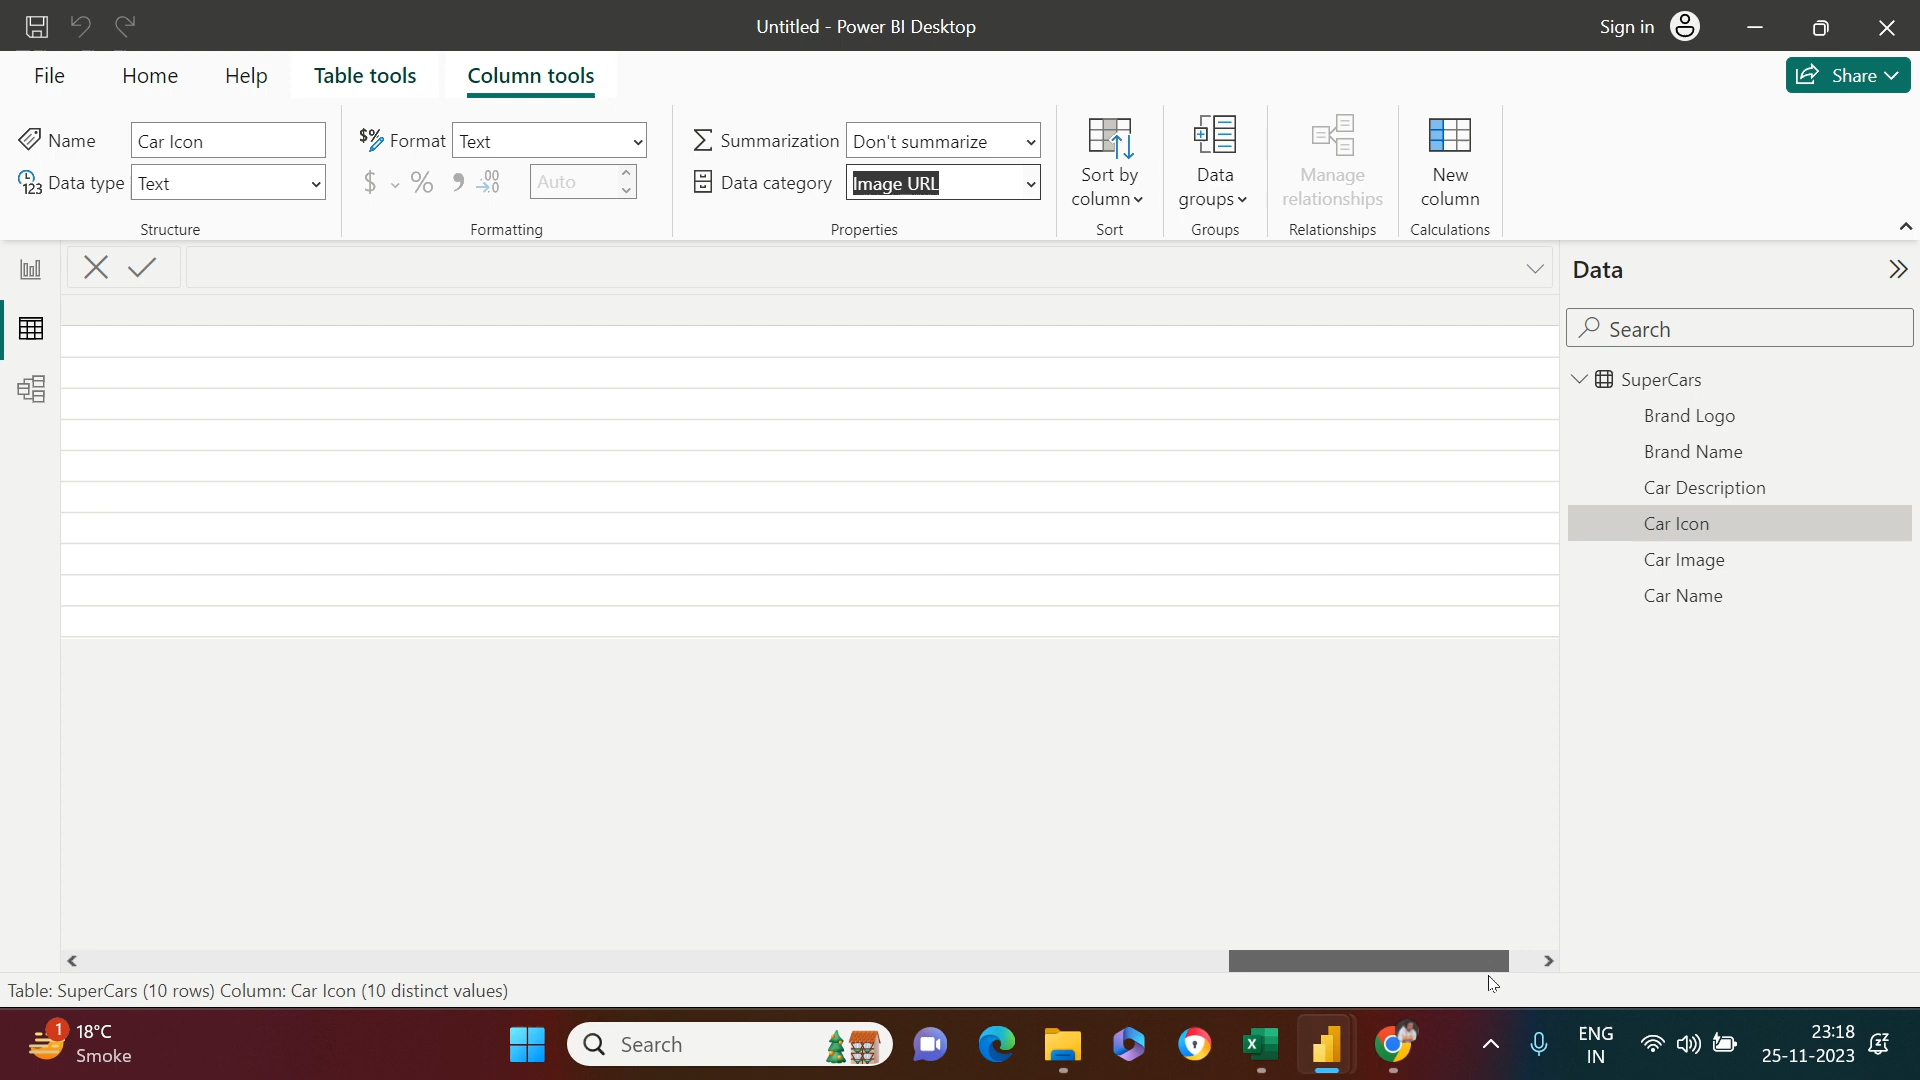 Untitled - Power BI Desktop
Sign in
File
Home
Help
Table tools
Column tools
Share
Name
Car Icon
Format
Text
Summarization
Don't summarize
Data type
Text
Auto
Data category
Image URL
Sort by
column
Data
groups
Manage
relationships
New
column
Structure
Formatting
Properties
Sort
Groups
Relationships
Calculations
Data
Search
SuperCars
Brand Logo
Brand Name
Car Description
Car Icon
Car Image
Car Name
Table: SuperCars (10 rows) Column: Car Icon (10 distinct values)
1
18°C
Smoke
Search
ENG
IN
23:18
25-11-2023